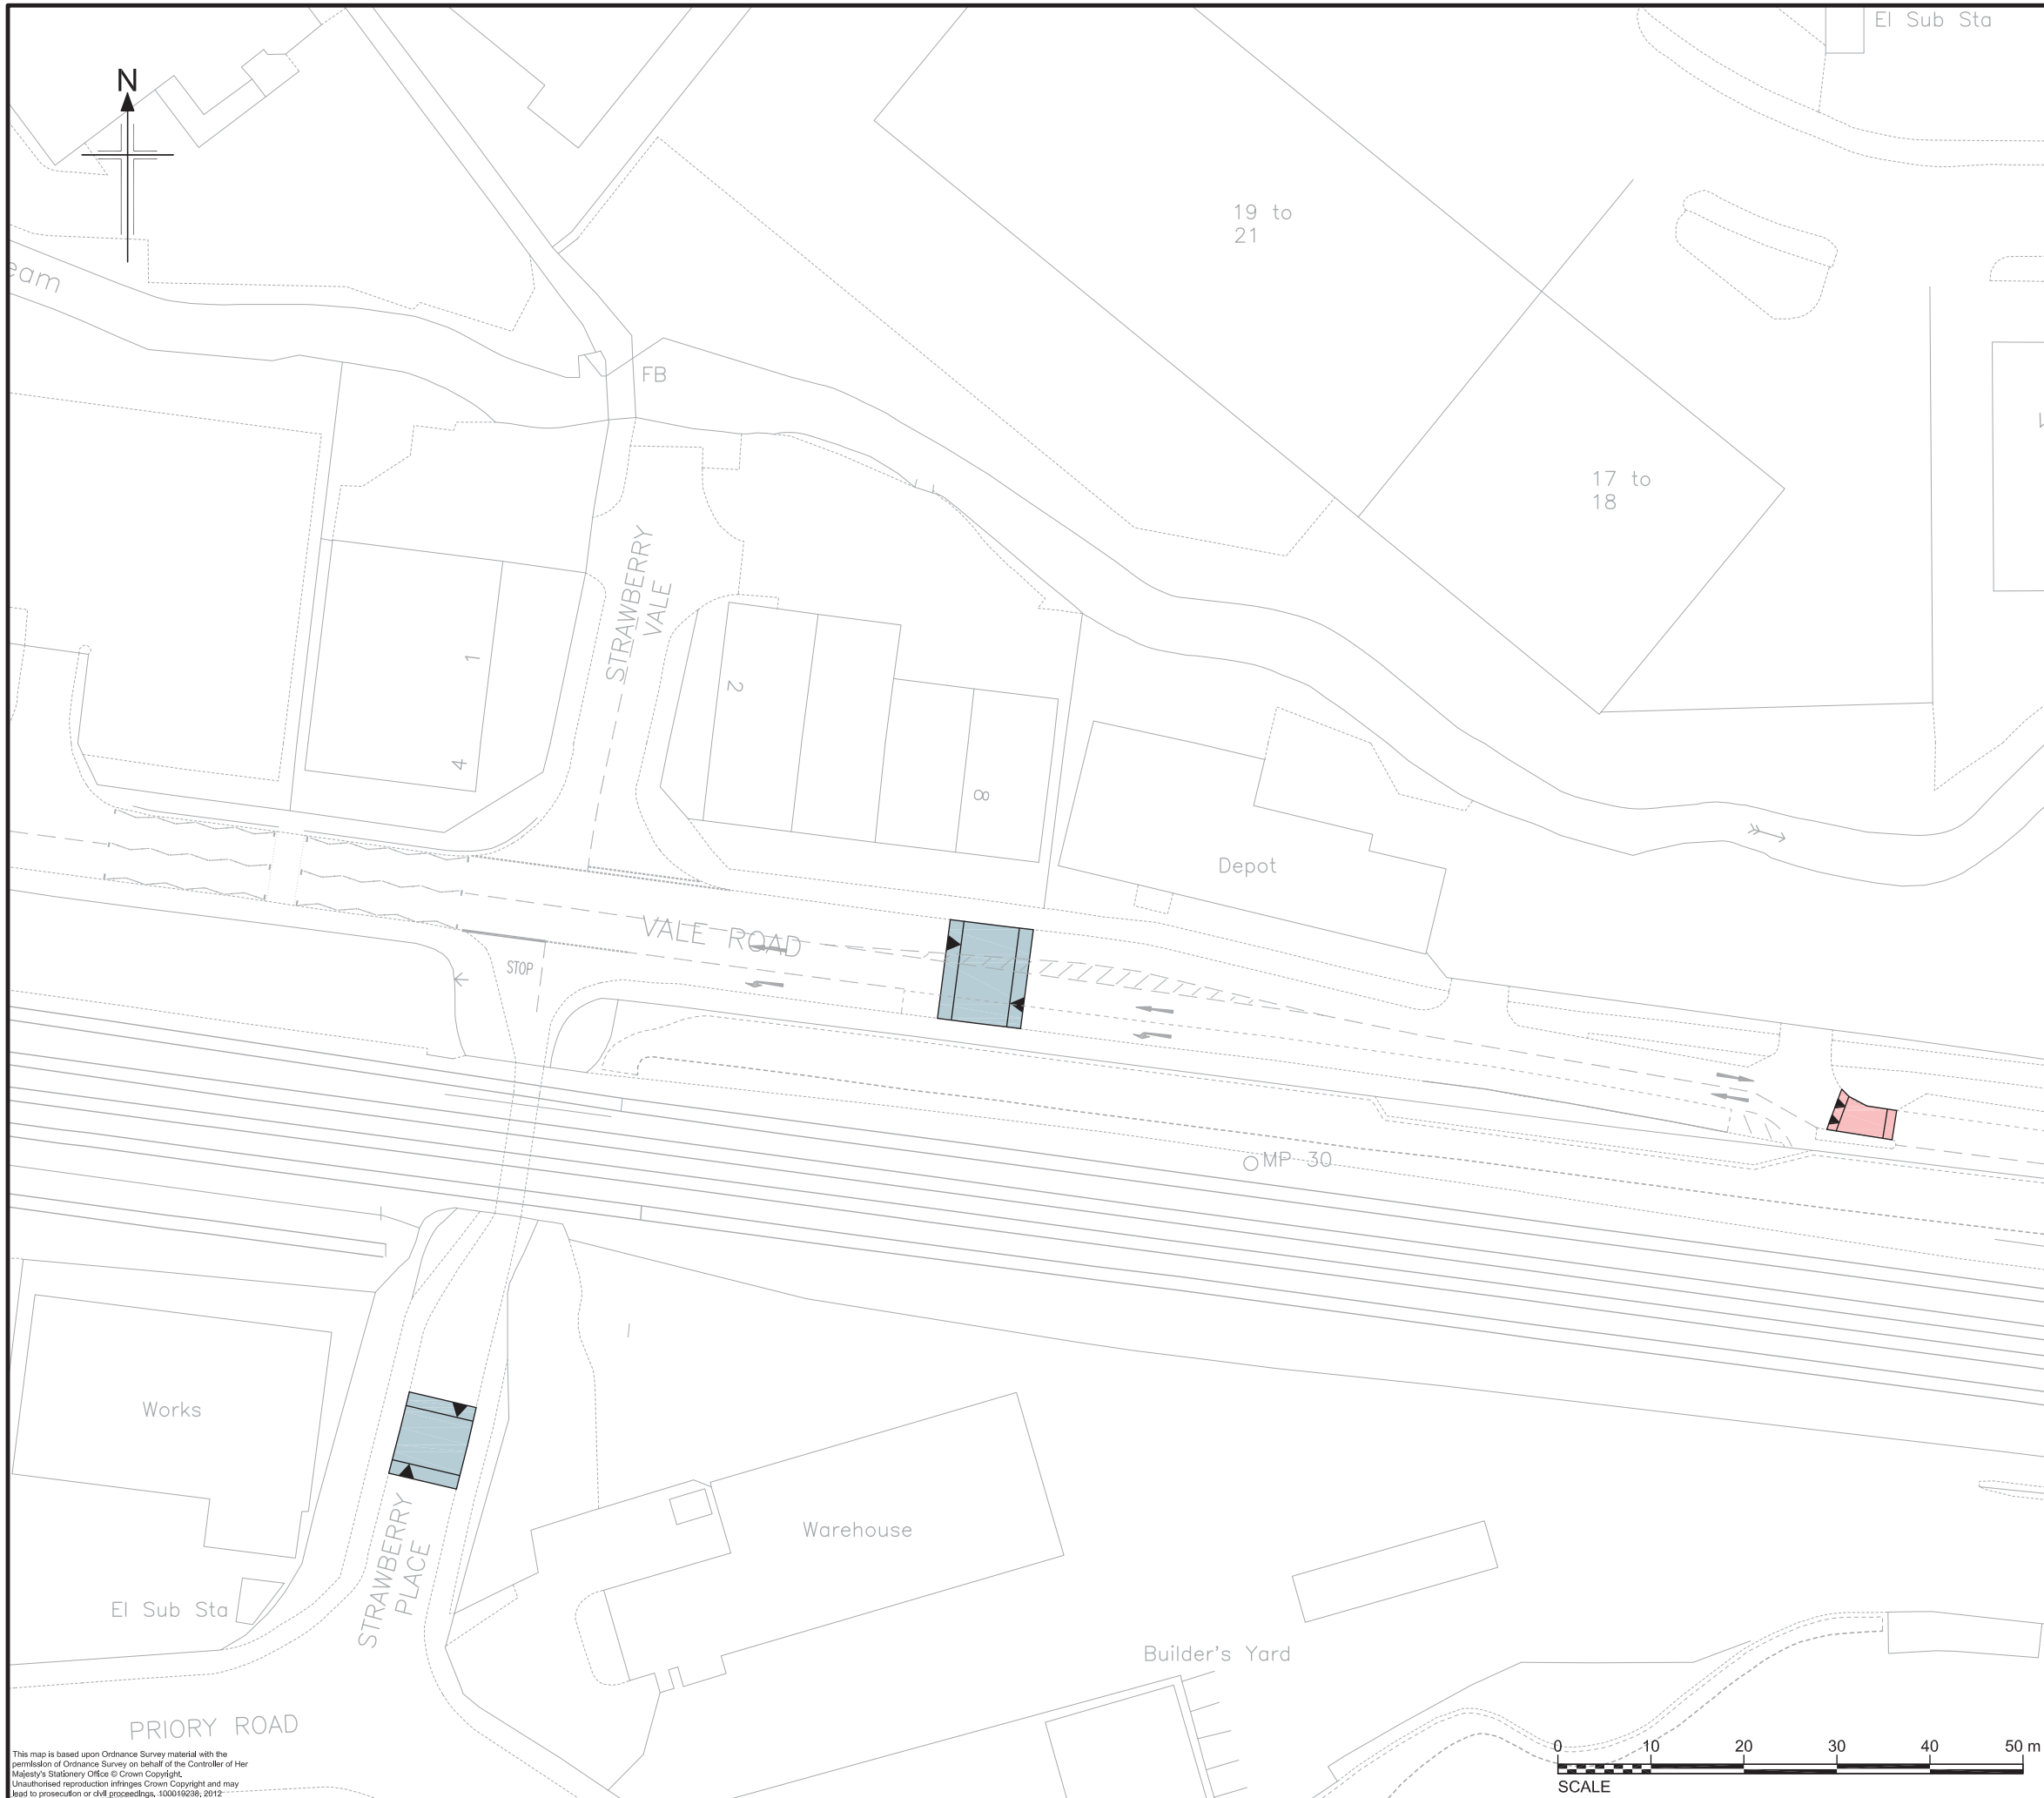 El Sub Sta
N
19 to
21
eam
FB
17 to
18
STRAWBERRY
VALE
1
2
4
8
Depot
VALE ROAD
STOP
MP 30
Works
STRAWBERRY
PLACE
Warehouse
El Sub Sta
Builder's Yard
PRIORY ROAD
This map is based upon Ordnance Survey material with the
permission of Ordnance Survey on behalf of the Controller of Her
Majesty's Stationery Office © Crown Copyright.
Unauthorised reproduction infringes Crown Copyright and may
lead to prosecution or civil proceedings, 100019238, 2012
0 10 20 30 40 50 m
SCALE